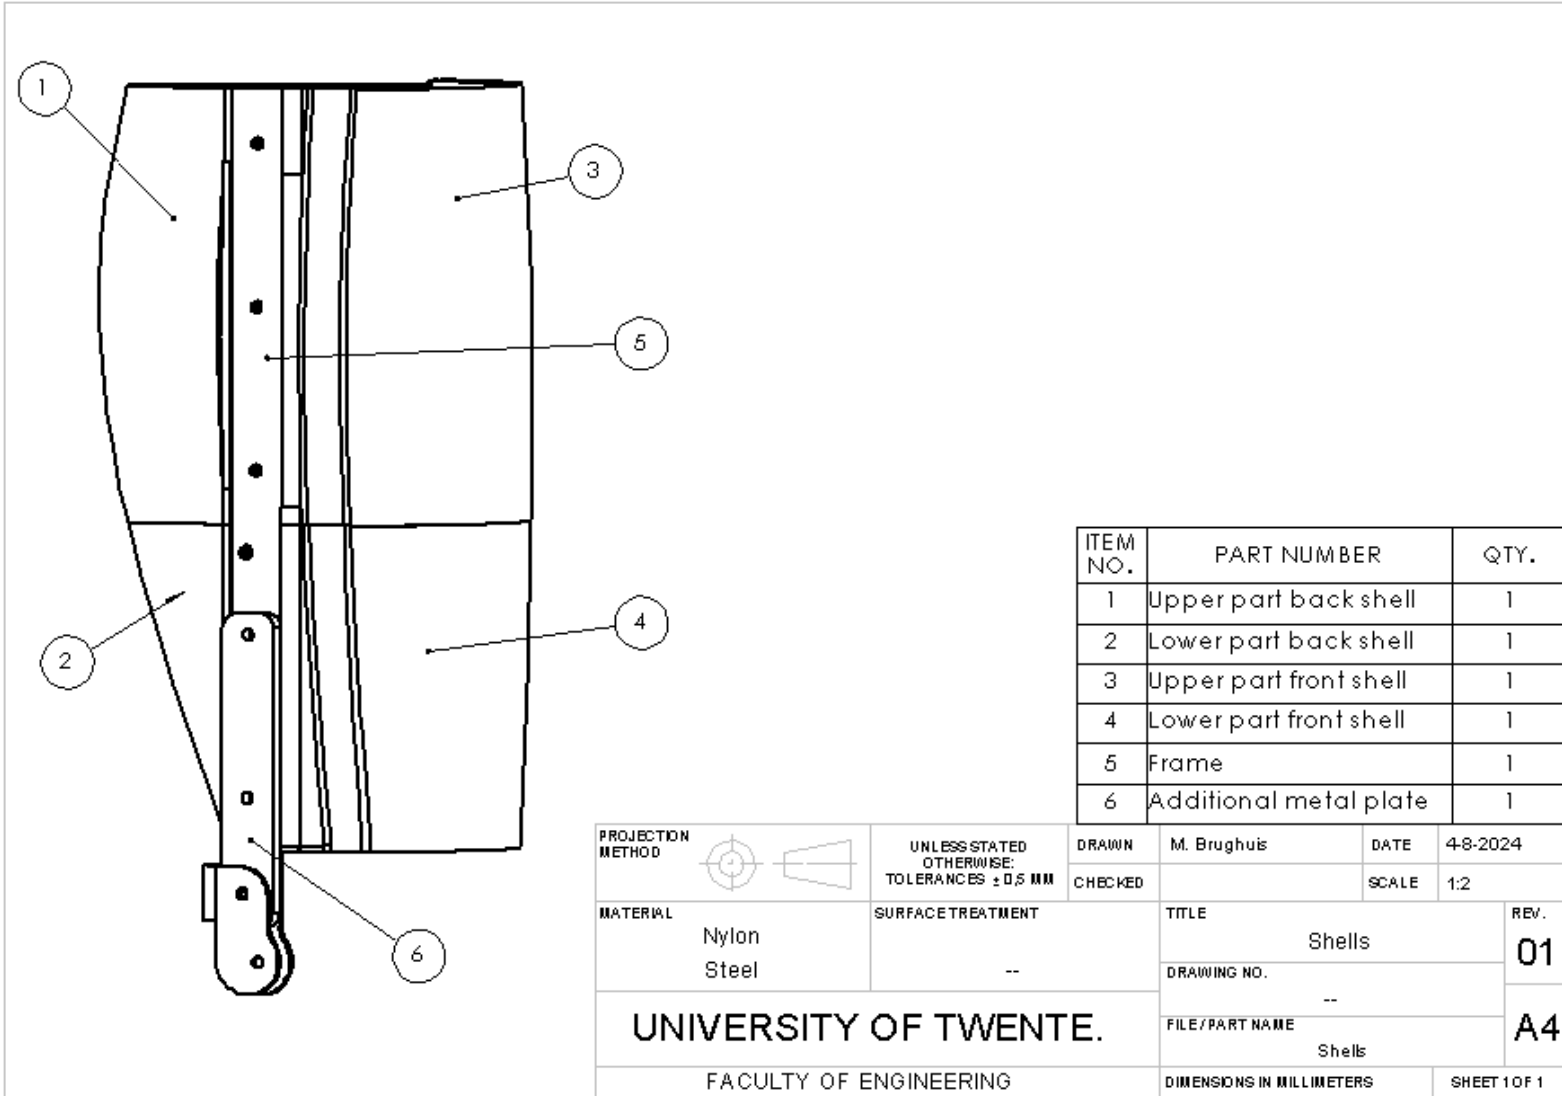 1
3
5
4
2
6
ITEM NO. PART NUMBER QTY.
1 Upper part back shell 1
2 Lower part back shell 1
3 Upper part front shell 1
4 Lower part front shell 1
5 Frame 1
6 Additional metal plate 1
PROJECTION
METHOD
UNLESS STATED
OTHERWISE:
TOLERANCES ± 0,5 MM
DRAWN M. Brughuis DATE 4-8-2024
CHECKED SCALE 1:2
MATERIAL
Nylon
Steel
SURFACE TREATMENT
--
TITLE
Shells
REV.
01
DRAWING NO.
--
FILE/PART NAME
Shells
A4
UNIVERSITY OF TWENTE.
FACULTY OF ENGINEERING
DIMENSIONS IN MILLIMETERS SHEET 1 OF 1